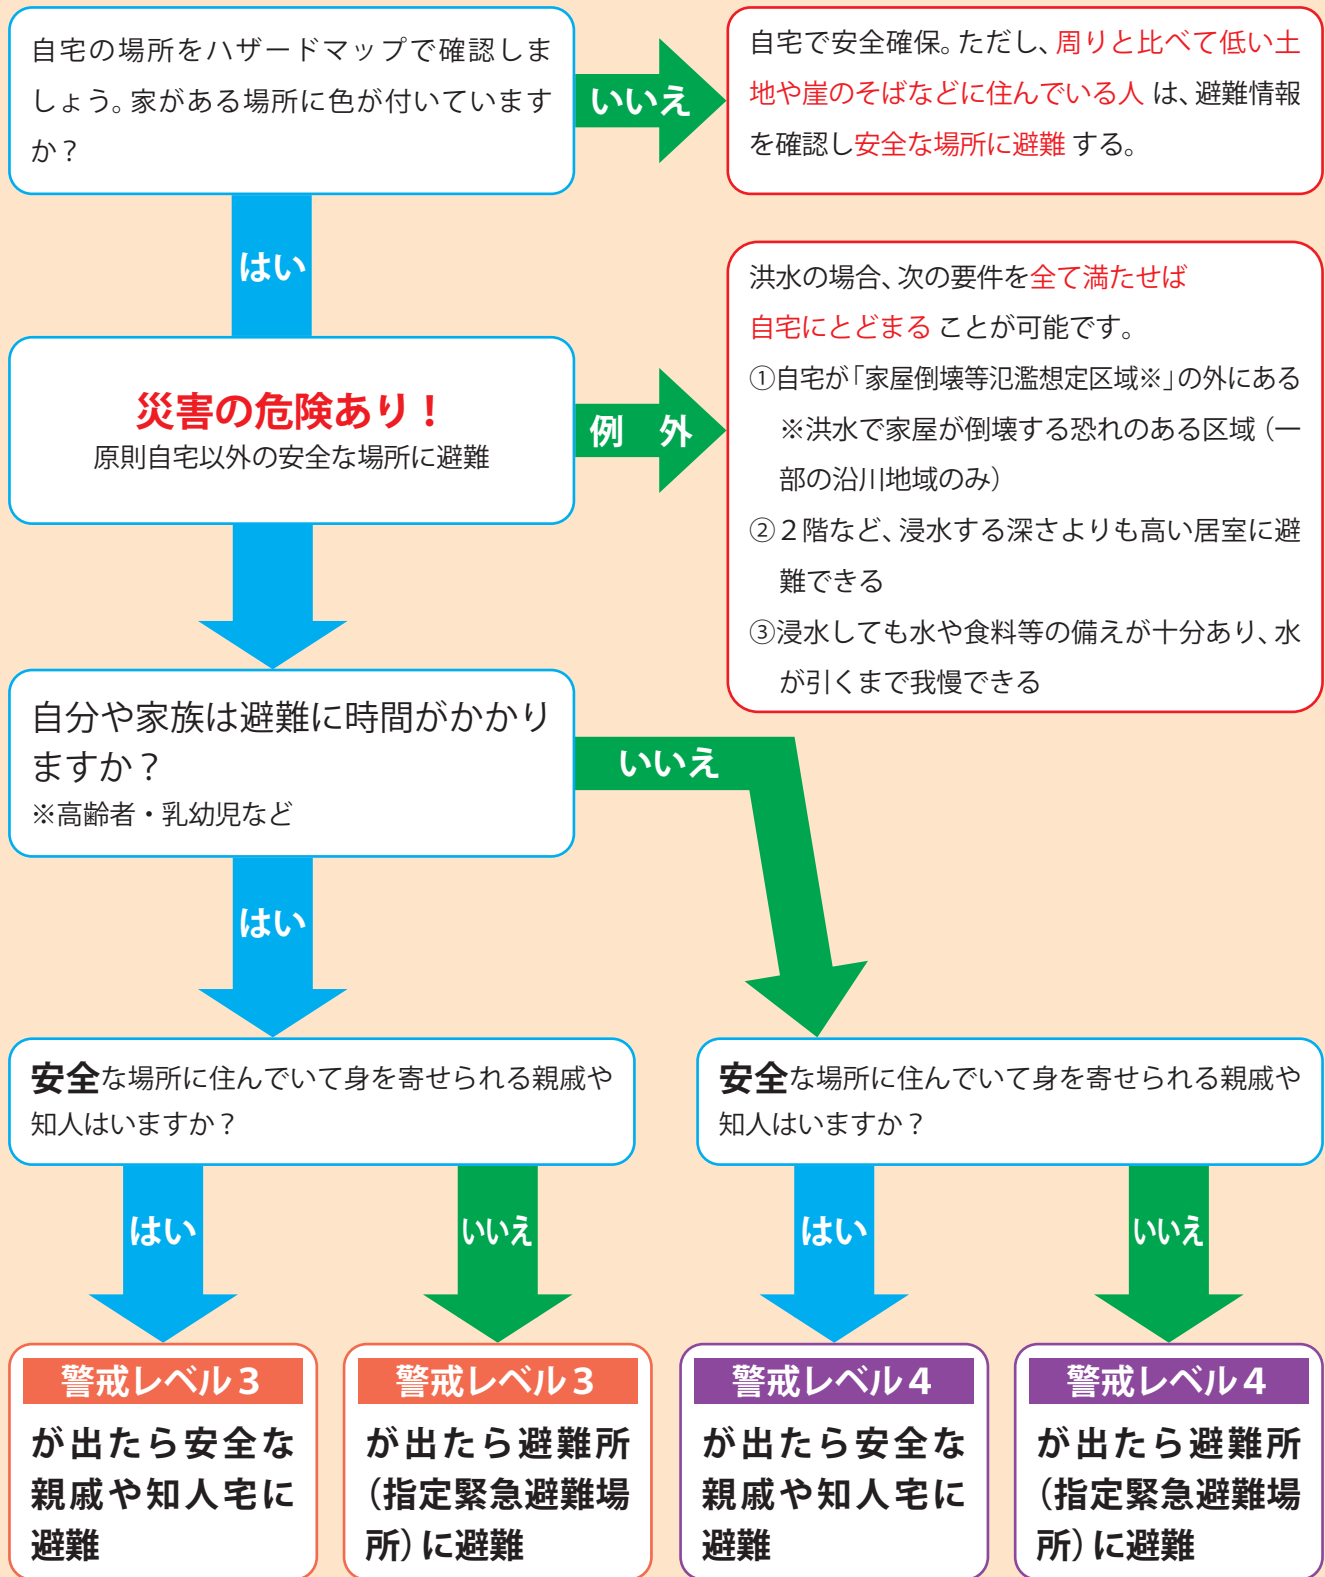 自宅の場所をハザードマップで確認しま
しょう。家がある場所に色が付いています
か？
いいえ
自宅で安全確保。ただし、周りと比べて低い土
地や崖のそばなどに住んでいる人 は、避難情報
を確認し安全な場所に避難 する。
はい
災害の危険あり！
原則自宅以外の安全な場所に避難
例　外
洪水の場合、次の要件を全て満たせば
自宅にとどまる ことが可能です。
①自宅が「家屋倒壊等氾濫想定区域※」の外にある
※洪水で家屋が倒壊する恐れのある区域（一
部の沿川地域のみ）
②２階など、浸水する深さよりも高い居室に避
難できる
③浸水しても水や食料等の備えが十分あり、水
が引くまで我慢できる
自分や家族は避難に時間がかかり
ますか？
※高齢者・乳幼児など
いいえ
はい
安全な場所に住んでいて身を寄せられる親戚や
知人はいますか？
安全な場所に住んでいて身を寄せられる親戚や
知人はいますか？
はい
いいえ
はい
いいえ
警戒レベル３
が出たら安全な
親戚や知人宅に
避難
警戒レベル３
が出たら避難所
（指定緊急避難場
所）に避難
警戒レベル４
が出たら安全な
親戚や知人宅に
避難
警戒レベル４
が出たら避難所
（指定緊急避難場
所）に避難